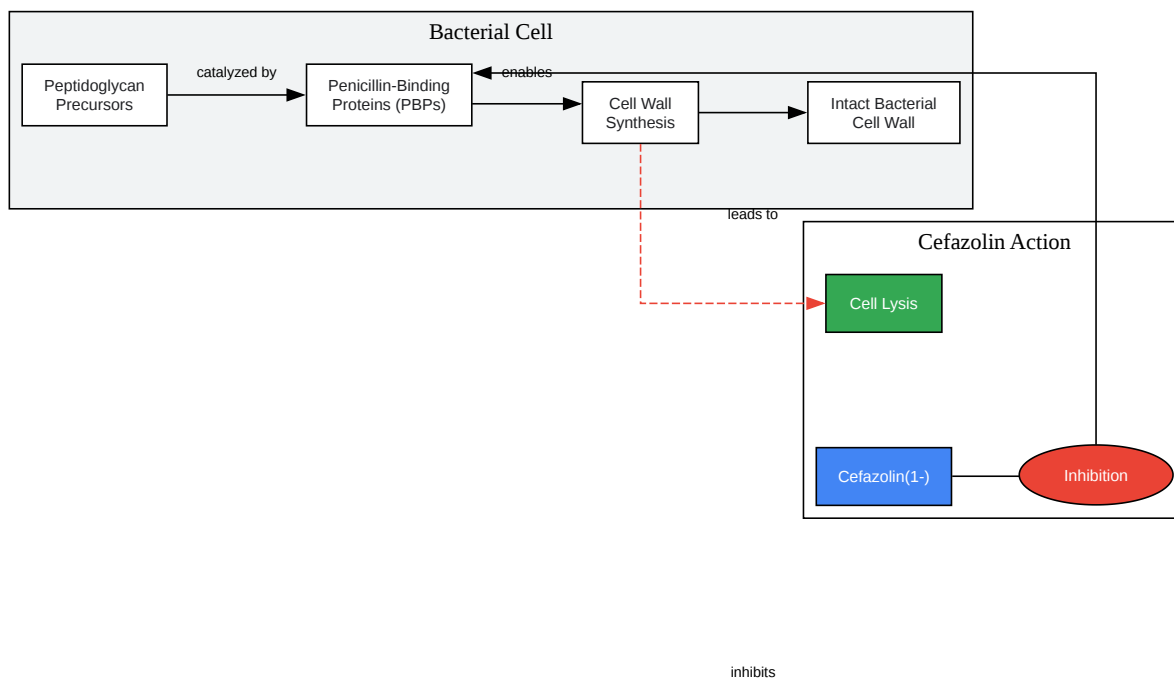 Bacterial Cell
catalyzed by
enables
Peptidoglycan
Precursors
Penicillin-Binding
Proteins (PBPs)
Cell Wall
Synthesis
Intact Bacterial
Cell Wall
leads to
Cefazolin Action
Cell Lysis
Cefazolin(1-)
Inhibition
inhibits